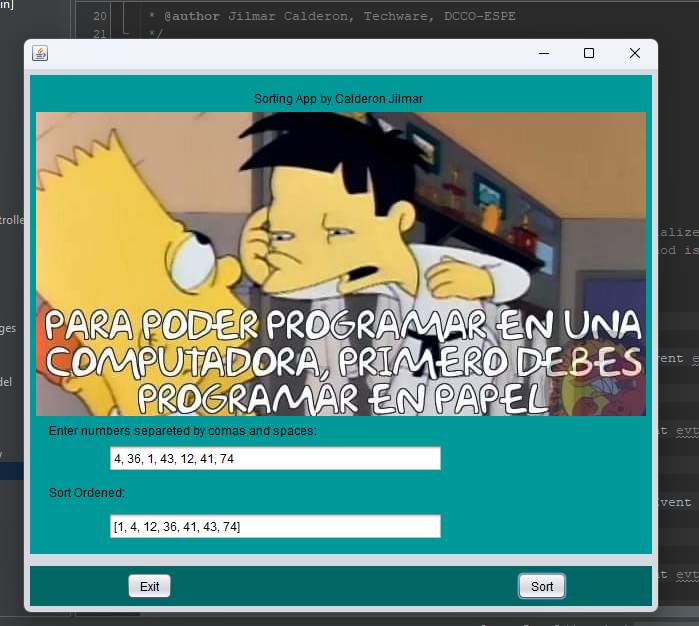 in]
20 * @author Jilmar Calderon, Techware, DCCO-ESPE
21 */
Sorting App by Calderon Jilmar
PARA PODER PROGRAMAR EN UNA
COMPUTADORA, PRIMERO DEBES
PROGRAMAR EN PAPEL
Enter numbers separeted by comas and spaces:
4, 36, 1, 43, 12, 41, 74
Sort Ordened:
[1, 4, 12, 36, 41, 43, 74]
Exit
Sort